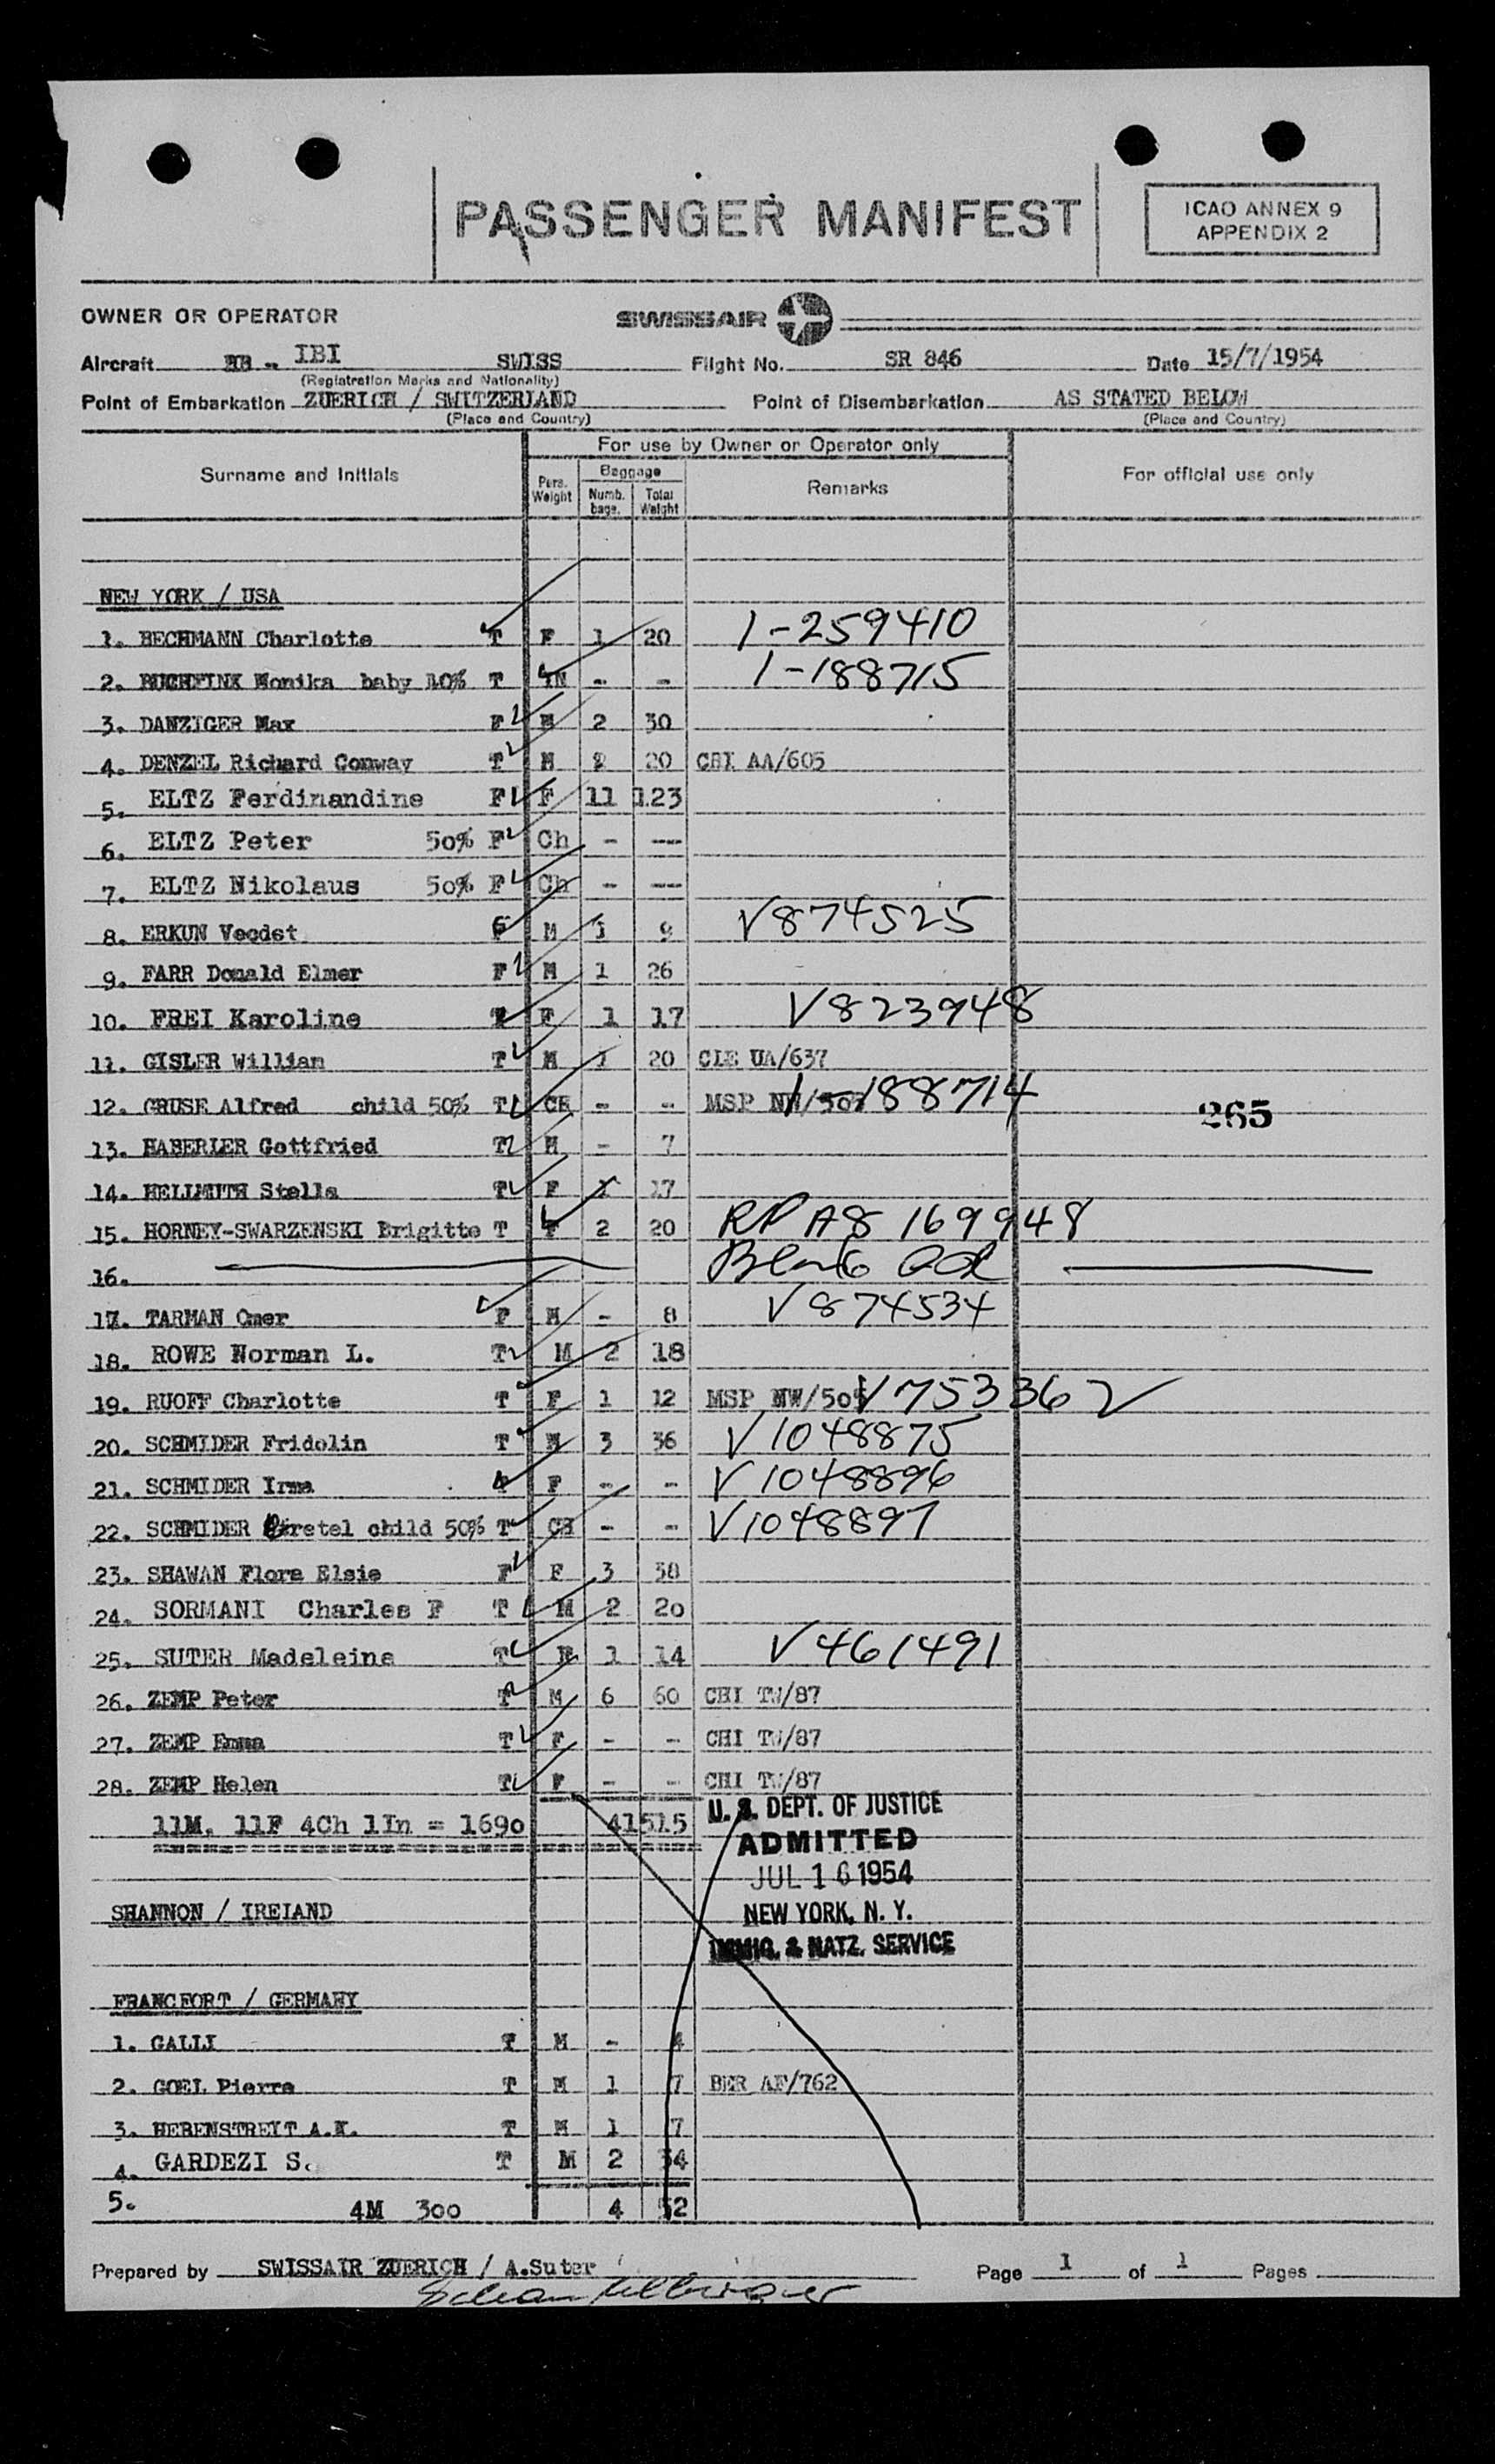 PASSENGER MANIFEST
ICAO ANNEX 9
APPENDIX 2
OWNER OR OPERATOR SWISSAIR
Aircraft HB - IBI SWISS Flight No. SR 846 Date 15/7/1954
(Registration Marks and Nationality)
Point of Embarkation ZUERICH / SWITZERLAND Point of Disembarkation AS STATED BELOW
(Place and Country) (Place and Country)
For use by Owner or Operator only
Surname and Initials Pers. Weight Baggage Numb. bags. Total Weight Remarks For official use only
NEW YORK / USA
1. BECHMANN Charlotte T F 1 20 1-259410
2. BUCHFINK Monika baby 10% T IN - - 1-188715
3. DANZIGER Max F M 2 30
4. DENZEL Richard Conway T M 2 20 CHI AA/605
5. ELTZ Ferdinandine F F 11 123
6. ELTZ Peter 50% F Ch - --
7. ELTZ Nikolaus 50% F Ch - --
8. ERKUN Vecdet F M 1 9 V874525
9. FARR Donald Elmer F M 1 26
10. FREI Karoline T F 1 17 V823948
11. GISLER William T M 1 20 CLE UA/637
12. GRUSE Alfred child 50% T CH - - MSP NW/505 1-188714
265
13. HABERLER Gottfried T M - 7
14. HELLMUTH Stella T F 1 17
15. HORNEY-SWARZENSKI Brigitte T F 2 20 RP A8 169948
16.
17. TARMAN Omer F M - 8 V874534
18. ROWE Norman L. T M 2 18
19. RUOFF Charlotte T F 1 12 MSP NW/505 V753362
20. SCHMIDER Fridolin T M 3 36 V1048875
21. SCHMIDER Irma T F - - V1048896
22. SCHMIDER Gretel child 50% T CH - - V1048897
23. SHAWAN Flora Elsie F F 3 38
24. SORMANI Charles F T M 2 20
25. SUTER Madeleine T F 1 14 V461491
26. ZEMP Peter T M 6 60 CHI TW/87
27. ZEMP Emma T F - - CHI TW/87
28. ZEMP Helen T F - - CHI TW/87
11M. 11F 4Ch 1In = 1690 41 515
U. S. DEPT. OF JUSTICE
ADMITTED
JUL 16 1954
NEW YORK, N. Y.
IMMIG. & NATZ. SERVICE
SHANNON / IRELAND
FRANCFORT / GERMANY
1. GALLI T M - 4
2. GOEL Pierre T M 1 7 BER AF/762
3. HEBENSTREIT A.K. T M 1 7
4. GARDEZI S. T M 2 34
5. 4M 300 4 52
Prepared by SWISSAIR ZUERICH / A.Suter Page 1 of 1 Pages